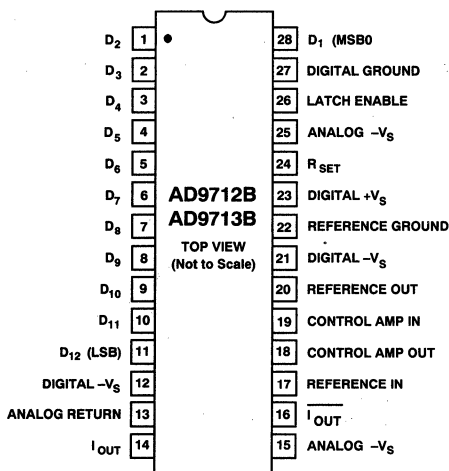 D2 1 28 D1 (MSB0
D3 2 27 DIGITAL GROUND
D4 3 26 LATCH ENABLE
D5 4 25 ANALOG –VS
D6 5 24 RSET
D7 6 AD9712B 23 DIGITAL +VS
D8 7 AD9713B 22 REFERENCE GROUND
TOP VIEW
D9 8 (Not to Scale) 21 DIGITAL –VS
D10 9 20 REFERENCE OUT
D11 10 19 CONTROL AMP IN
D12 (LSB) 11 18 CONTROL AMP OUT
DIGITAL –VS 12 17 REFERENCE IN
ANALOG RETURN 13 16 IOUT
IOUT 14 15 ANALOG –VS